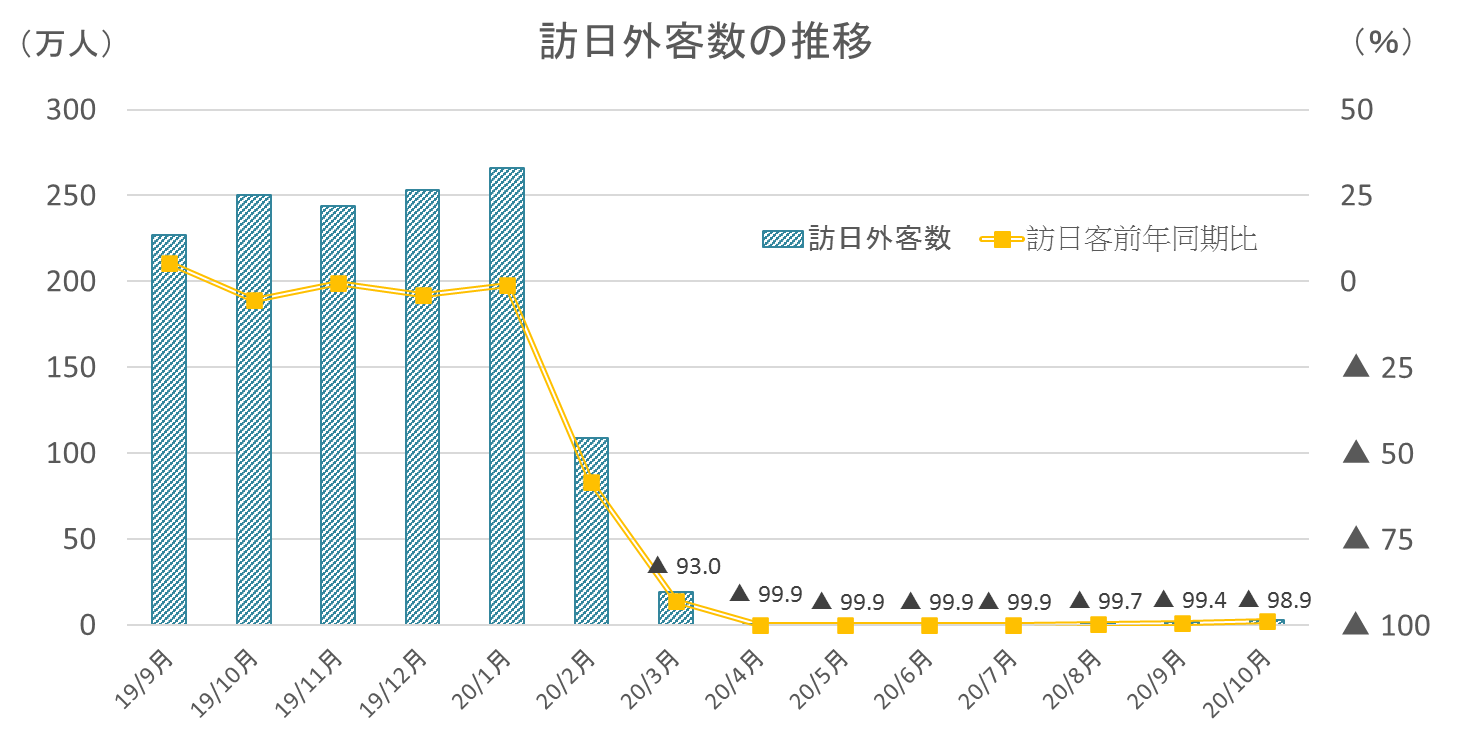 訪日外客数の推移
（万人）
（%）
300
250
200
150
100
50
0
50
25
0
▲ 25
▲ 50
▲ 75
▲ 100
訪日外客数
訪日客前年同期比
▲ 93.0
▲ 99.9
▲ 99.9
▲ 99.9
▲ 99.9
▲ 99.7
▲ 99.4
▲ 98.9
19/9月
19/10月
19/11月
19/12月
20/1月
20/2月
20/3月
20/4月
20/5月
20/6月
20/7月
20/8月
20/9月
20/10月